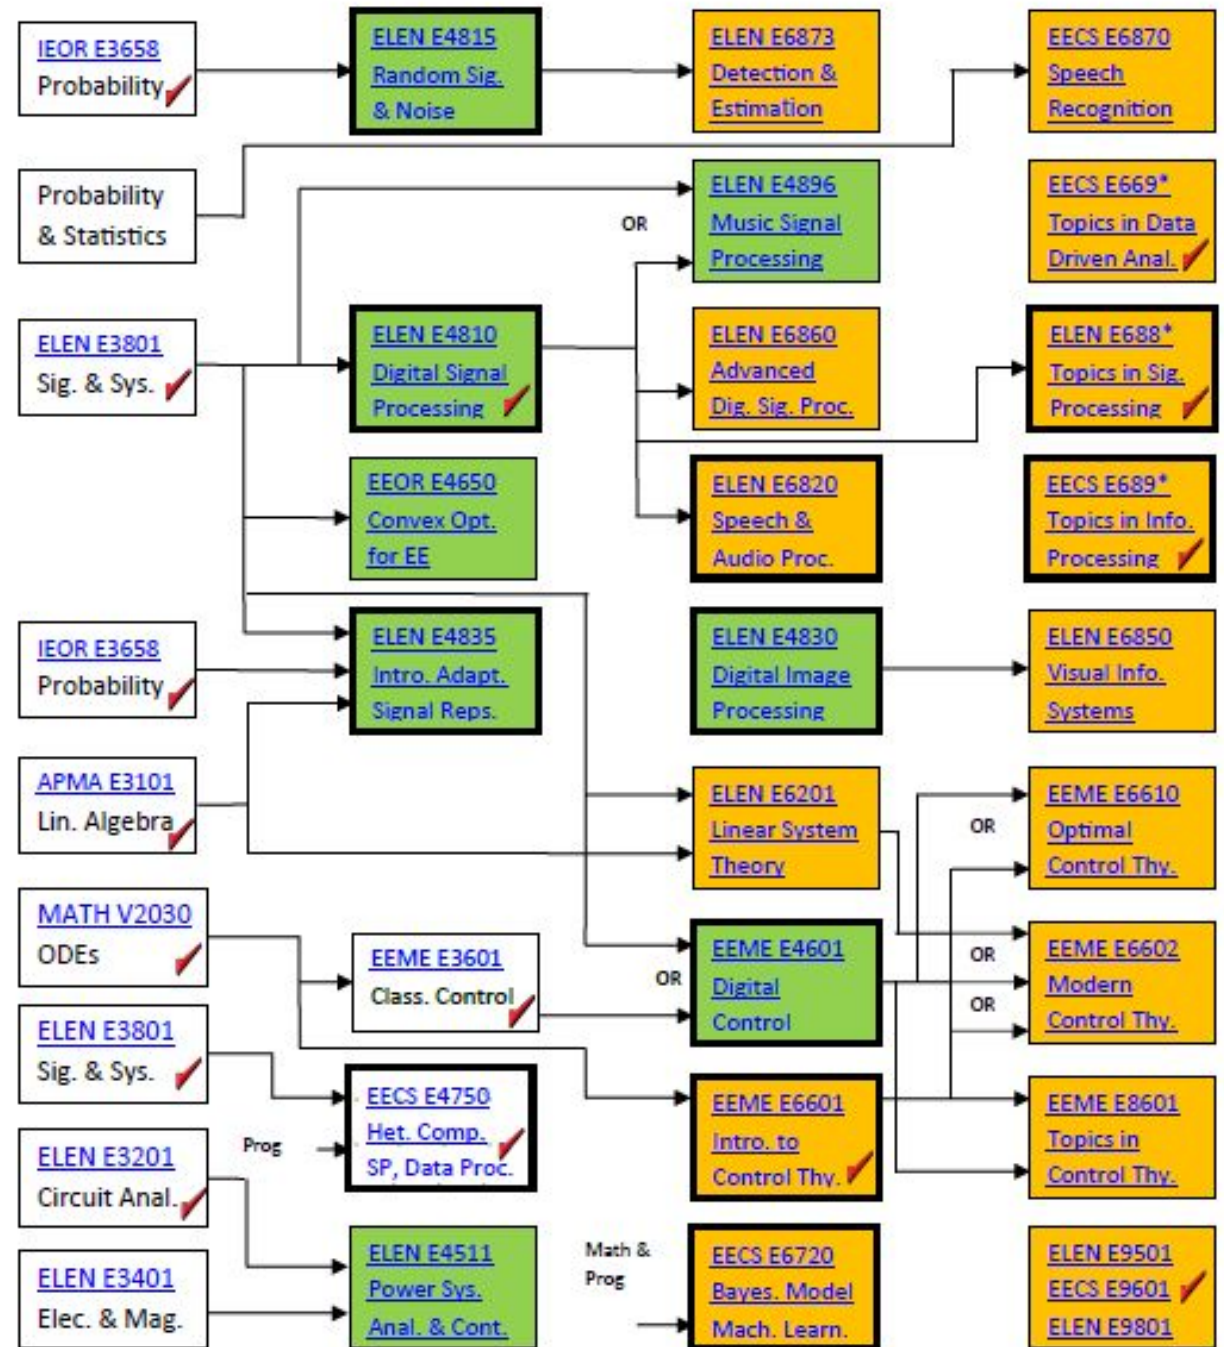 IEOR E3658
Probability
ELEN E4815
Random Sig.
& Noise
ELEN E6873
Detection &
Estimation
EECS E6870
Speech
Recognition
Probability
& Statistics
OR
ELEN E4896
Music Signal
Processing
EECS E669*
Topics in Data
Driven Anal.
ELEN E3801
Sig. & Sys.
ELEN E4810
Digital Signal
Processing
ELEN E6860
Advanced
Dig. Sig. Proc.
ELEN E688*
Topics in Sig.
Processing
EEOR E4650
Convex Opt.
for EE
ELEN E6820
Speech &
Audio Proc.
EECS E689*
Topics in Info.
Processing
IEOR E3658
Probability
ELEN E4835
Intro. Adapt.
Signal Reps.
ELEN E4830
Digital Image
Processing
ELEN E6850
Visual Info.
Systems
APMA E3101
Lin. Algebra
ELEN E6201
Linear System
Theory
OR
EEME E6610
Optimal
Control Thy.
MATH V2030
ODEs
EEME E3601
Class. Control
OR
EEME E4601
Digital
Control
OR
OR
EEME E6602
Modern
Control Thy.
ELEN E3801
Sig. & Sys.
Prog
EECS E4750
Het. Comp.
SP, Data Proc.
EEME E6601
Intro. to
Control Thy.
EEME E8601
Topics in
Control Thy.
ELEN E3201
Circuit Anal.
ELEN E3401
Elec. & Mag.
ELEN E4511
Power Sys.
Anal. & Cont.
Math &
Prog
EECS E6720
Bayes. Model
Mach. Learn.
ELEN E9501
EECS E9601
ELEN E9801